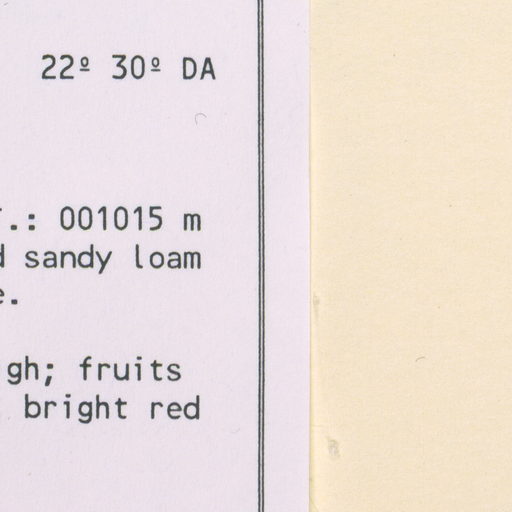 22º 30º DA
.: 001015 m
sandy loam
.
gh; fruits
bright red